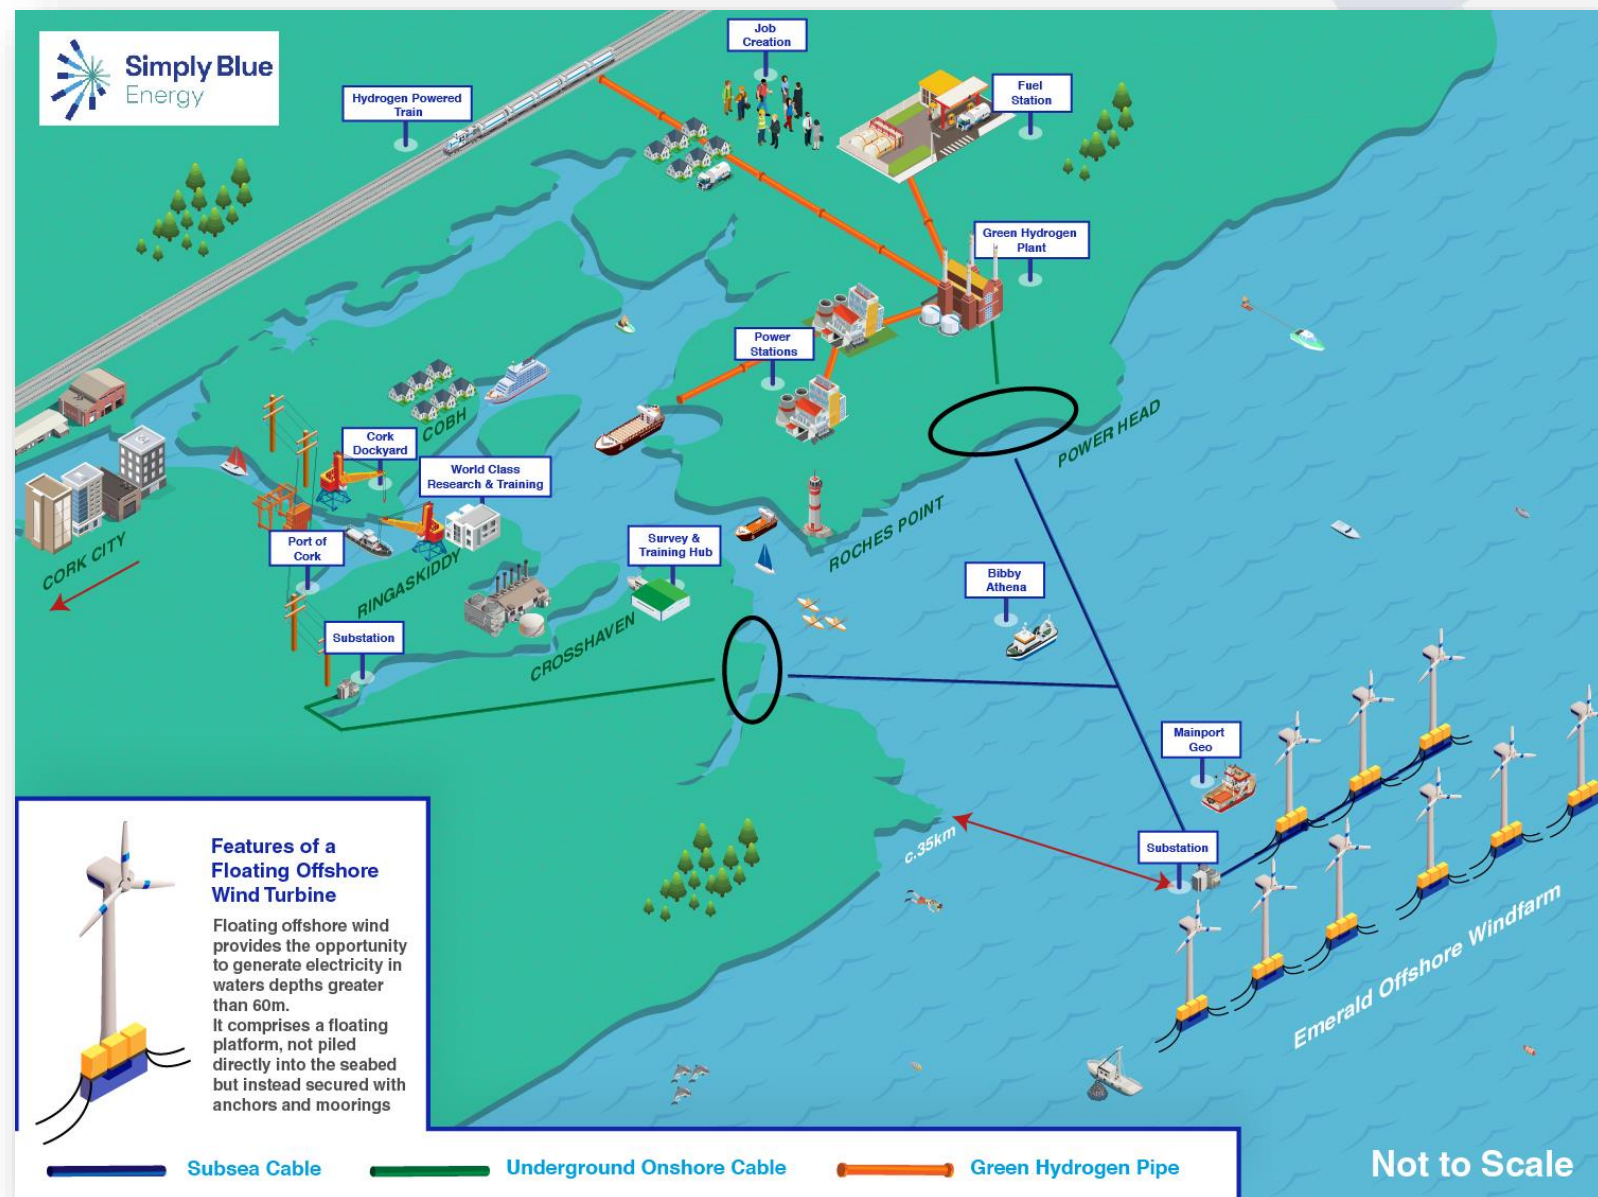 Simply Blue
Energy
Job
Creation
Hydrogen Powered
Train
Fuel
Station
Green Hydrogen
Plant
Power
Stations
COBH
Cork
Dockyard
World Class
Research & Training
POWER HEAD
CORK CITY
Port of
Cork
RINGASKIDDY
Survey &
Training Hub
ROCHES POINT
Bibby
Athena
Substation
CROSSHAVEN
Mainport
Geo
Substation
c.35km
Emerald Offshore Windfarm
Features of a
Floating Offshore
Wind Turbine
Floating offshore wind
provides the opportunity
to generate electricity in
waters depths greater
than 60m.
It comprises a floating
platform, not piled
directly into the seabed
but instead secured with
anchors and moorings
Subsea Cable
Underground Onshore Cable
Green Hydrogen Pipe
Not to Scale